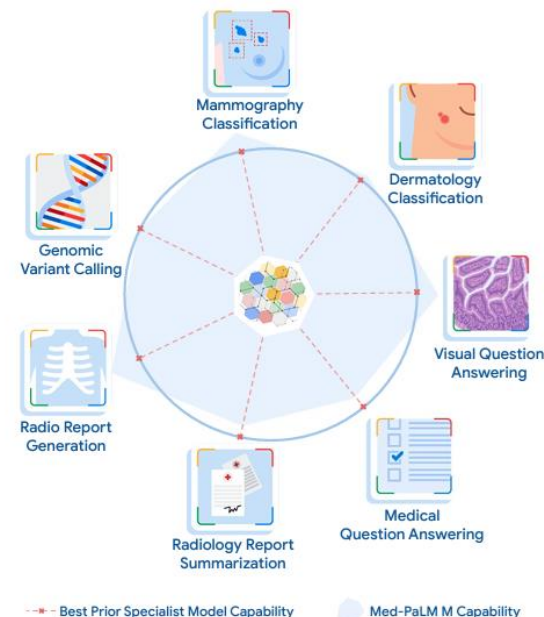 Mammography
Classification
Dermatology
Classification
Genomic
Variant Calling
Visual Question
Answering
Radio Report
Generation
Medical
Question Answering
Radiology Report
Summarization
Best Prior Specialist Model Capability
Med-PaLM M Capability